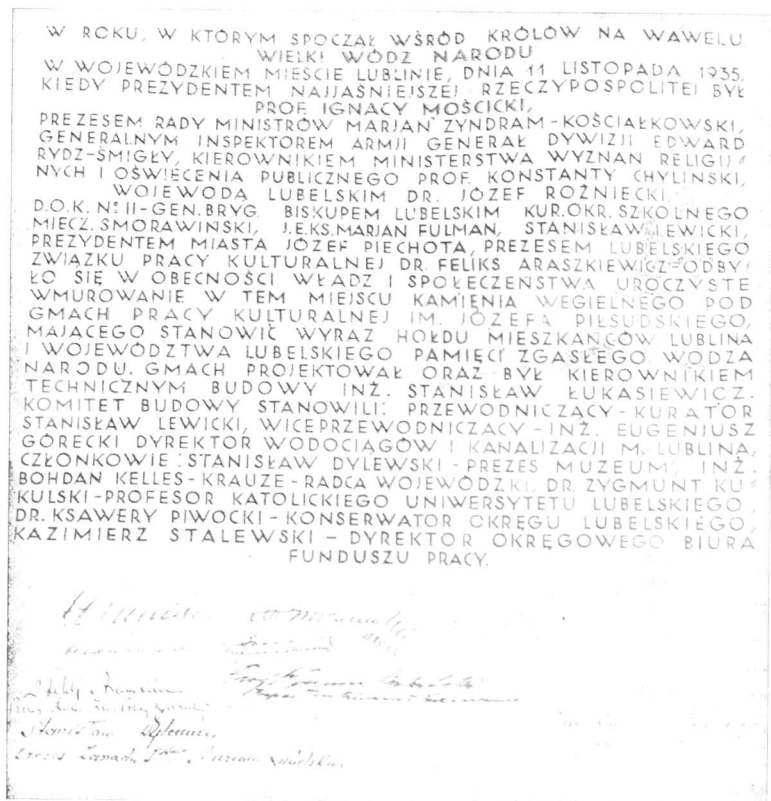 W ROKU, W KTÓRYM SPOCZĄŁ WŚRÓD KRÓLÓW NA WAWELU
WIELKI WÓDZ NARODU
W WOJEWÓDZKIEM MIEŚCIE LUBLINIE, DNIA 11 LISTOPADA 1935,
KIEDY PREZYDENTEM NAJJAŚNIEJSZEJ RZECZYPOSPOLITEJ BYŁ
PROF. IGNACY MOŚCICKI,
PREZESEM RADY MINISTRÓW MARJAN ZYNDRAM-KOŚCIAŁKOWSKI,
GENERALNYM INSPEKTOREM ARMJI GENERAŁ DYWIZJI EDWARD
RYDZ-ŚMIGŁY, KIEROWNIKIEM MINISTERSTWA WYZNAŃ RELIGIJ-
NYCH I OŚWIECENIA PUBLICZNEGO PROF. KONSTANTY CHYLIŃSKI,
WOJEWODĄ LUBELSKIM DR. JÓZEF ROŻNIECKI,
D.O.K. Nº II-GEN. BRYG. BISKUPEM LUBELSKIM KUR. OKR. SZKOLNEGO
MIECZ. SMORAWIŃSKI, J.EKS. MARJAN FULMAN, STANISŁAW LEWICKI,
PREZYDENTEM MIASTA JÓZEF PIECHOTA, PREZESEM LUBELSKIEGO
ZWIĄZKU PRACY KULTURALNEJ DR. FELIKS ARASZKIEWICZ=ODBY-
ŁO SIĘ W OBECNOŚCI WŁADZ I SPOŁECZEŃSTWA UROCZYSTE
WMUROWANIE W TEM MIEJSCU KAMIENIA WĘGIELNEGO POD
GMACH PRACY KULTURALNEJ IM. JÓZEFA PIŁSUDSKIEGO,
MAJĄCEGO STANOWIĆ WYRAZ HOŁDU MIESZKAŃCÓW LUBLINA
I WOJEWÓDZTWA LUBELSKIEGO PAMIĘCI ZGASŁEGO WODZA
NARODU. GMACH PROJEKTOWAŁ ORAZ BYŁ KIEROWNIKIEM
TECHNICZNYM BUDOWY INŻ. STANISŁAW ŁUKASIEWICZ.
KOMITET BUDOWY STANOWILI: PRZEWODNICZĄCY-KURATOR
STANISŁAW LEWICKI, WICEPRZEWODNICZĄCY-INŻ. EUGENIUSZ
GÓRECKI DYREKTOR WODOCIĄGÓW I KANALIZACJI M. LUBLINA,
CZŁONKOWIE: STANISŁAW DYLEWSKI-PREZES MUZEUM, INŻ.
BOHDAN KELLES-KRAUZE-RADCA WOJEWÓDZKI, DR. ZYGMUNT KU-
KULSKI-PROFESOR KATOLICKIEGO UNIWERSYTETU LUBELSKIEGO,
DR. KSAWERY PIWOCKI-KONSERWATOR OKRĘGU LUBELSKIEGO,
KAZIMIERZ STALEWSKI-DYREKTOR OKRĘGOWEGO BIURA
FUNDUSZU PRACY.
Stanisław
Prezes